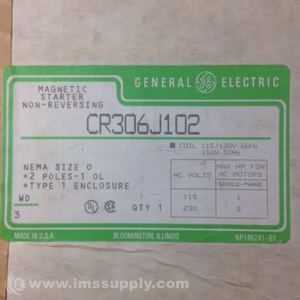 GENERAL ELECTRIC
MAGNETIC
STARTER
NON-REVERSING
CR306J102
COIL 115/120V 60Hz
110V 50Hz
NEMA SIZE 0
*2 POLES-1 OL
*TYPE 1 ENCLOSURE
WD
3
QTY 1
AC VOLTS
MAX HP FOR
AC MOTORS
SINGLE-PHASE
115 1
230 2
MADE IN U.S.A.
BLOOMINGTON, ILLINOIS
NP146241-BY
© www.imssupply.com